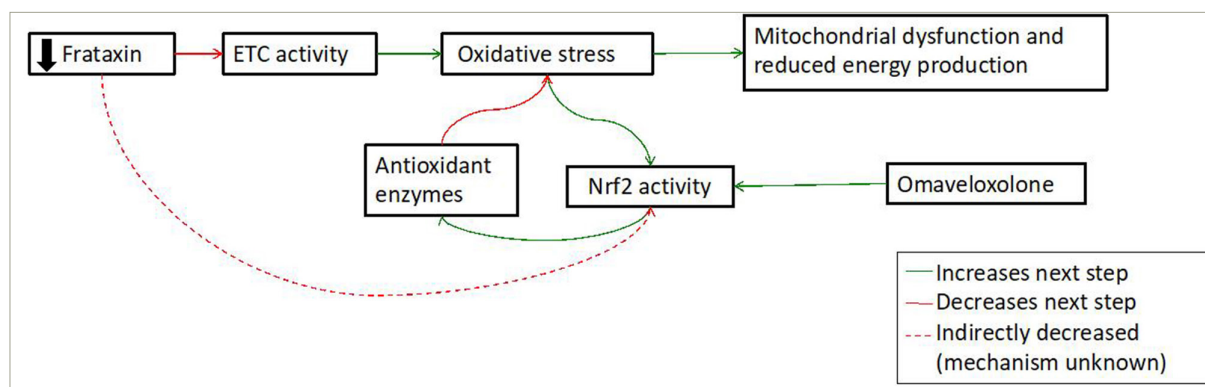 Frataxin
ETC activity
Oxidative stress
Mitochondrial dysfunction and
reduced energy production
Antioxidant
enzymes
Nrf2 activity
Omaveloxolone
Increases next step
Decreases next step
Indirectly decreased
(mechanism unknown)